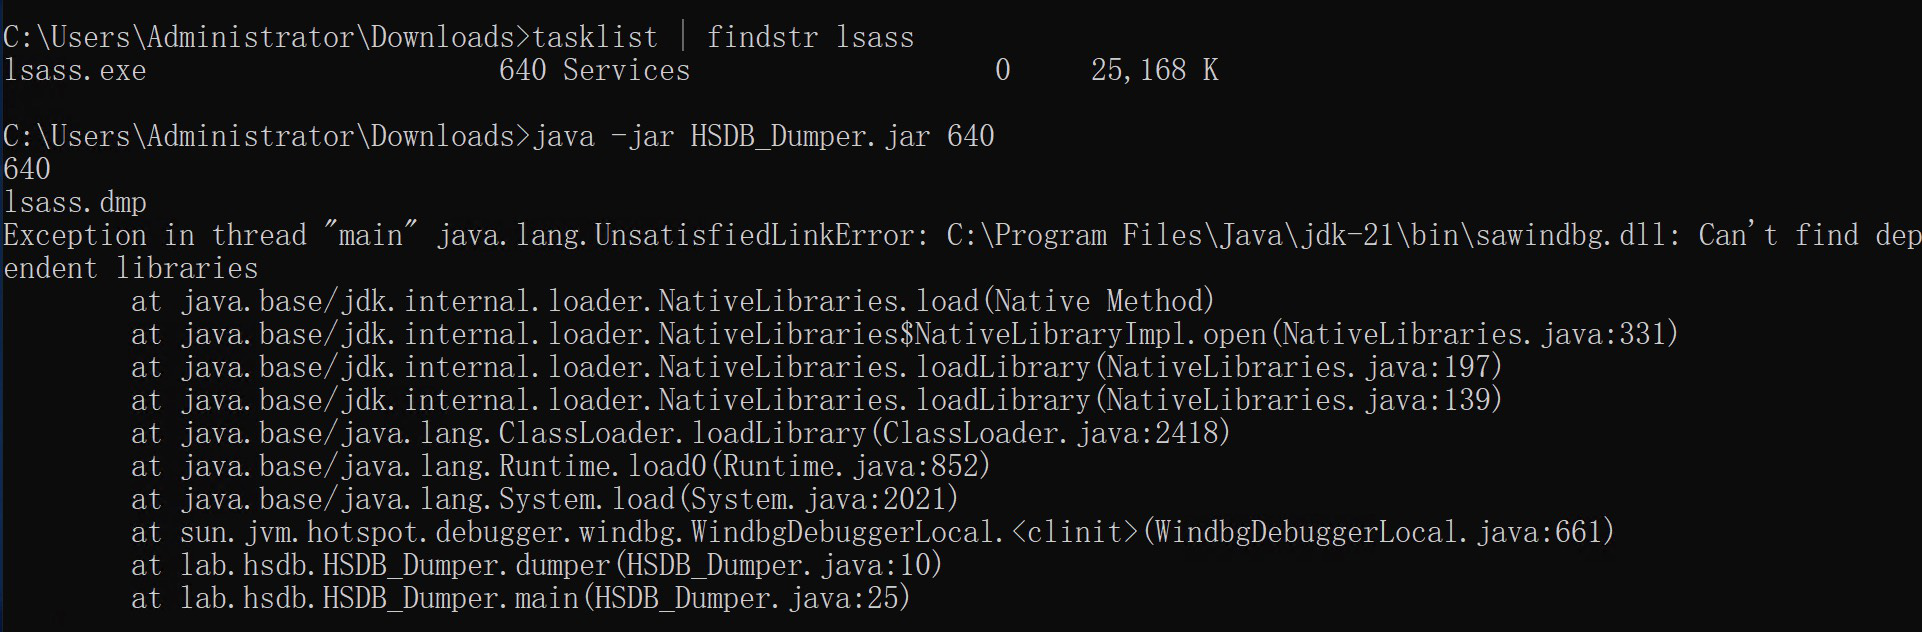 C:\Users\Administrator\Downloads>tasklist | findstr lsass
lsass.exe                      640 Services                   0     25,168 K
C:\Users\Administrator\Downloads>java -jar HSDB_Dumper.jar 640
640
lsass.dmp
Exception in thread "main" java.lang.UnsatisfiedLinkError: C:\Program Files\Java\jdk-21\bin\sawindbg.dll: Can't find dep
endent libraries
        at java.base/jdk.internal.loader.NativeLibraries.load(Native Method)
        at java.base/jdk.internal.loader.NativeLibraries$NativeLibraryImpl.open(NativeLibraries.java:331)
        at java.base/jdk.internal.loader.NativeLibraries.loadLibrary(NativeLibraries.java:197)
        at java.base/jdk.internal.loader.NativeLibraries.loadLibrary(NativeLibraries.java:139)
        at java.base/java.lang.ClassLoader.loadLibrary(ClassLoader.java:2418)
        at java.base/java.lang.Runtime.load0(Runtime.java:852)
        at java.base/java.lang.System.load(System.java:2021)
        at sun.jvm.hotspot.debugger.windbg.WindbgDebuggerLocal.<clinit>(WindbgDebuggerLocal.java:661)
        at lab.hsdb.HSDB_Dumper.dumper(HSDB_Dumper.java:10)
        at lab.hsdb.HSDB_Dumper.main(HSDB_Dumper.java:25)